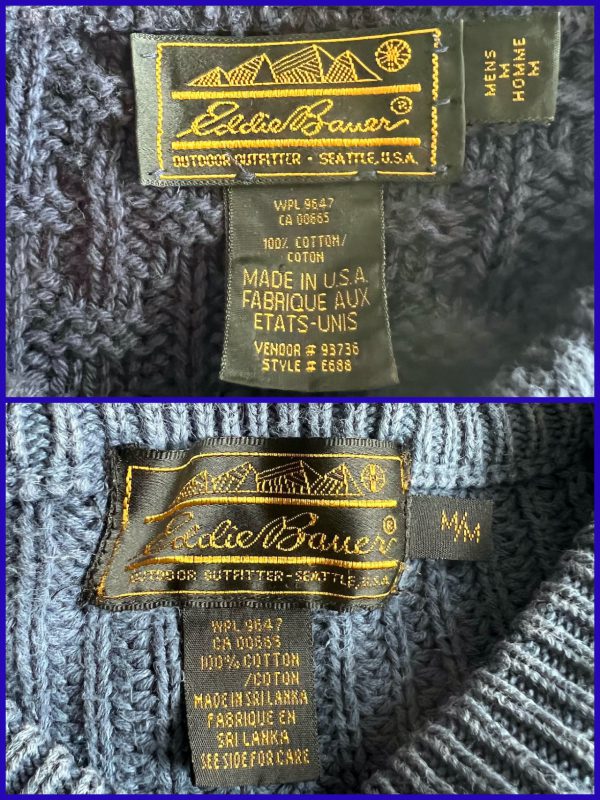 Eddie Bauer®
OUTDOOR OUTFITTER • SEATTLE, U.S.A.
MENS
M
HOMME
M
WPL 9647
CA 00665
100% COTTON/
COTON
MADE IN U.S.A.
FABRIQUE AUX
ETATS-UNIS
VENDOR # 93736
STYLE # E688
Eddie Bauer®
OUTDOOR OUTFITTER - SEATTLE, U.S.A.
M/M
WPL 9647
CA 00665
100% COTTON
/COTON
MADE IN SRI LANKA
FABRIQUE EN
SRI LANKA
SEE SIDE FOR CARE